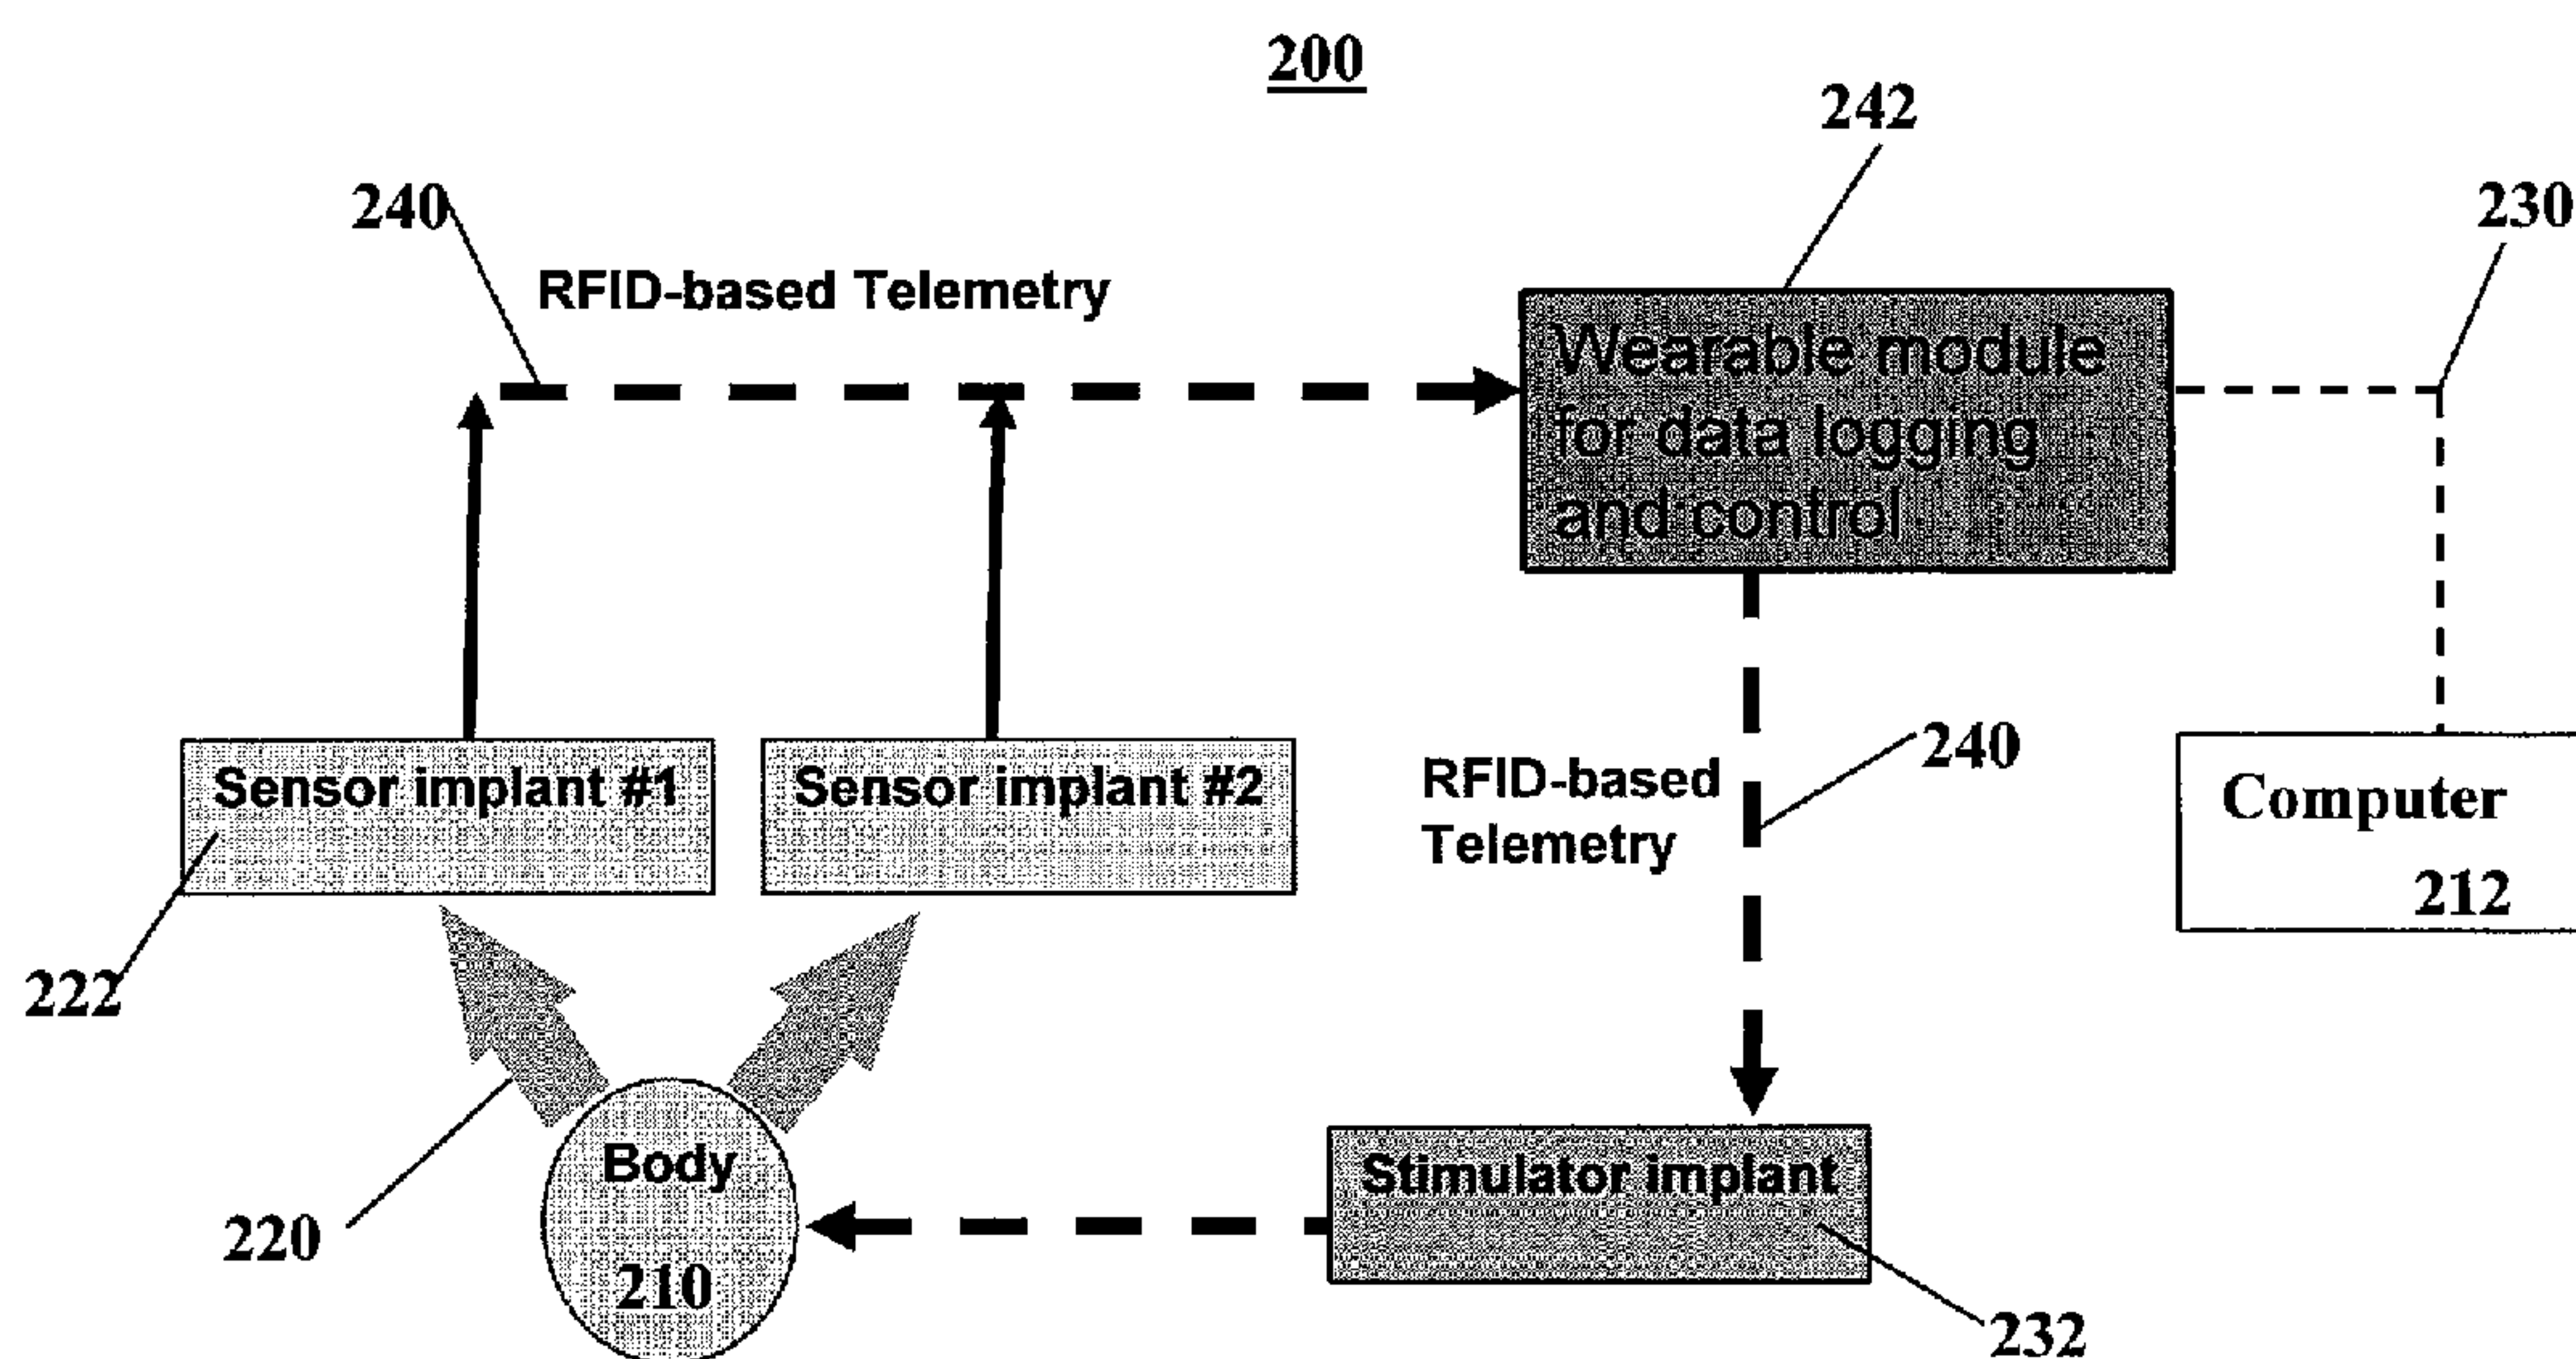 200
242
240
230
RFID-based Telemetry
Wearable module
for data logging
and control
Sensor implant #1
Sensor implant #2
RFID-based
Telemetry
240
Computer
212
222
Body
210
220
Stimulator implant
232